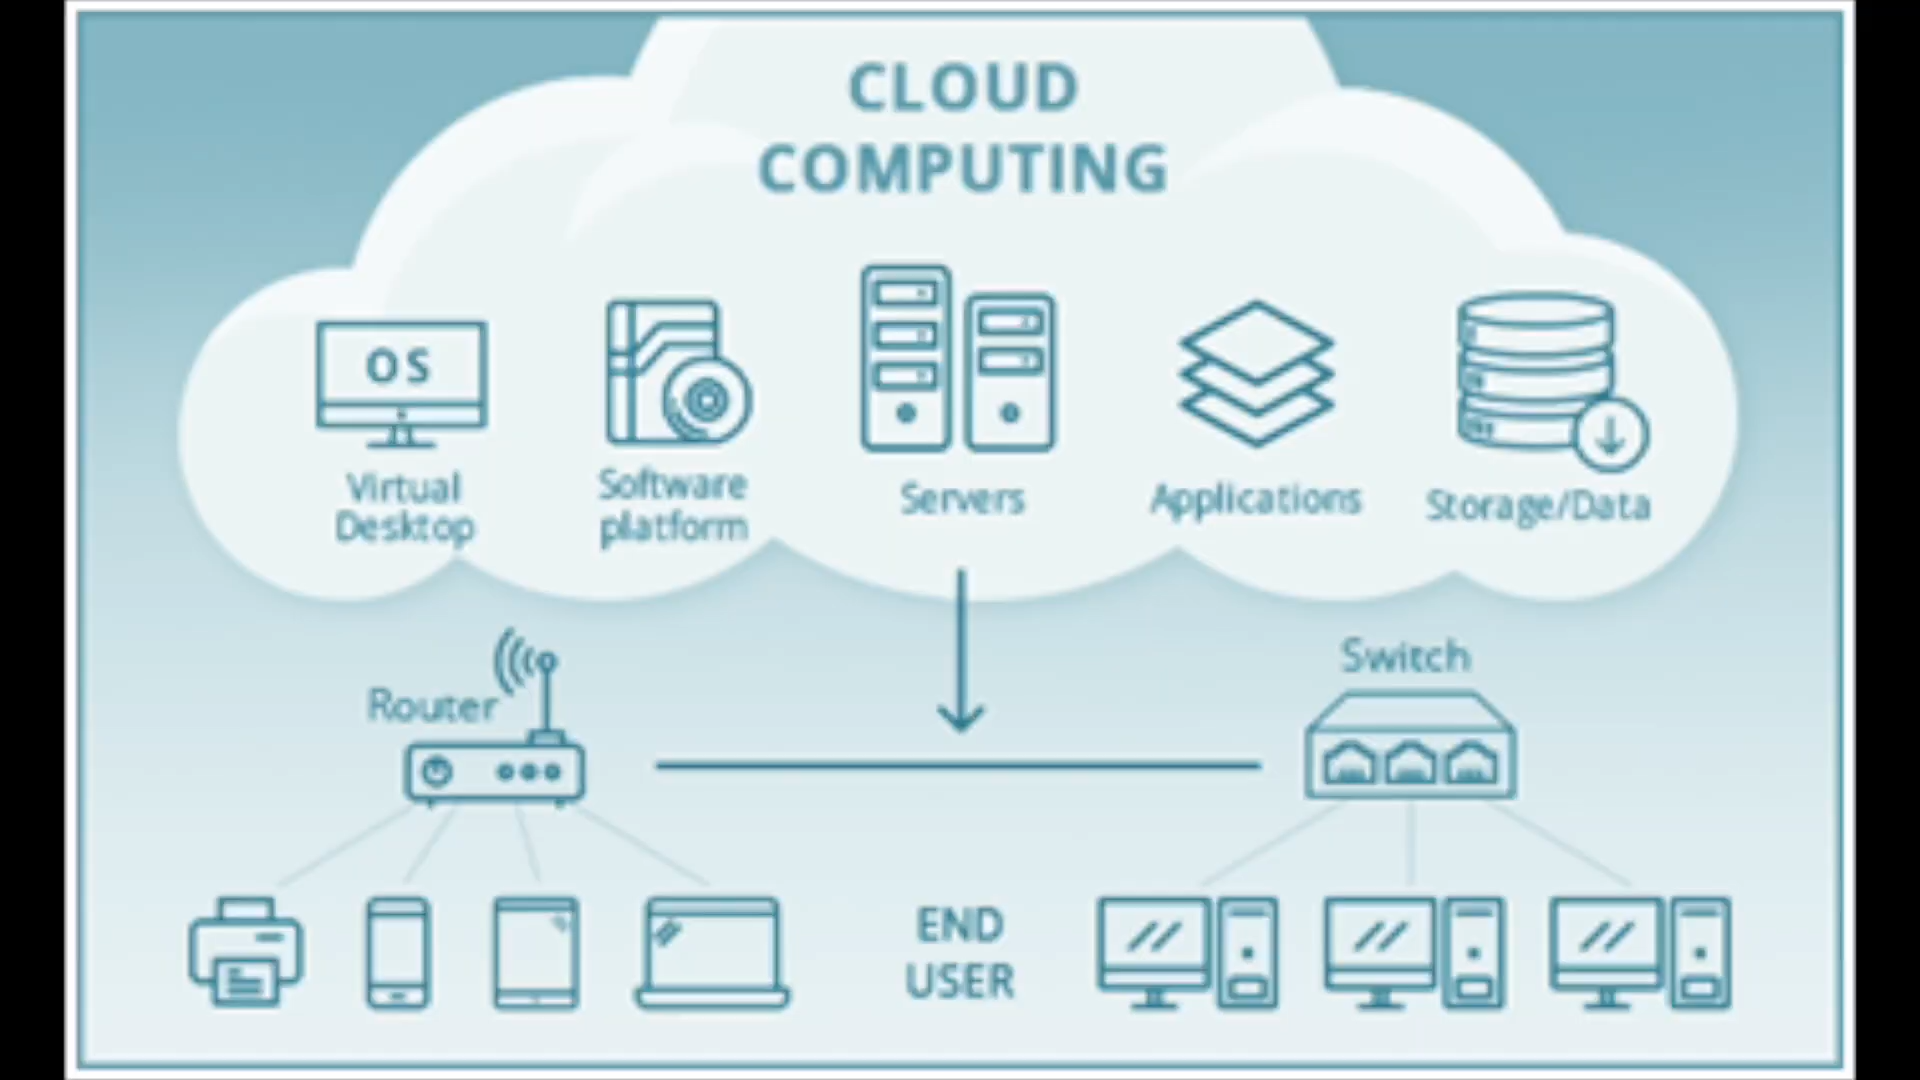 CLOUD
COMPUTING
OS
Virtual
Desktop
Software
platform
Servers
Applications
Storage/Data
Router
Switch
END
USER